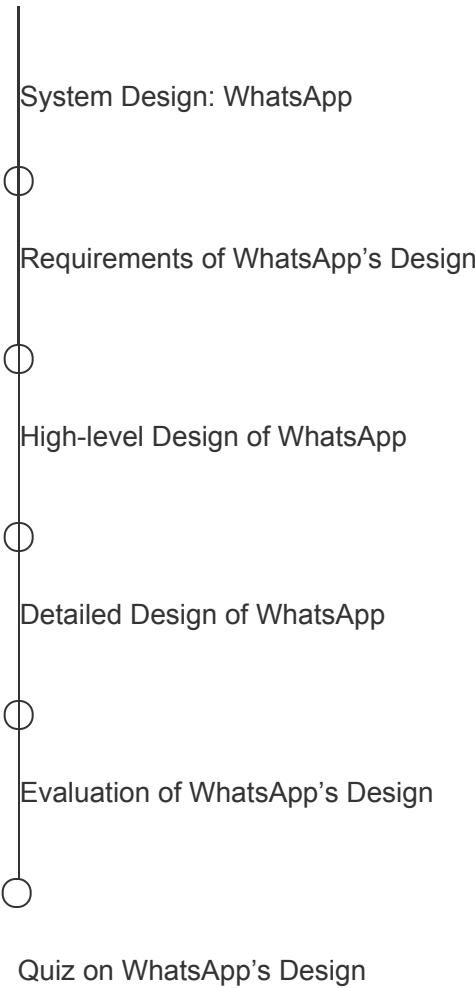 System Design: WhatsApp
Requirements of WhatsApp’s Design
High-level Design of WhatsApp
Detailed Design of WhatsApp
Evaluation of WhatsApp’s Design
Quiz on WhatsApp’s Design